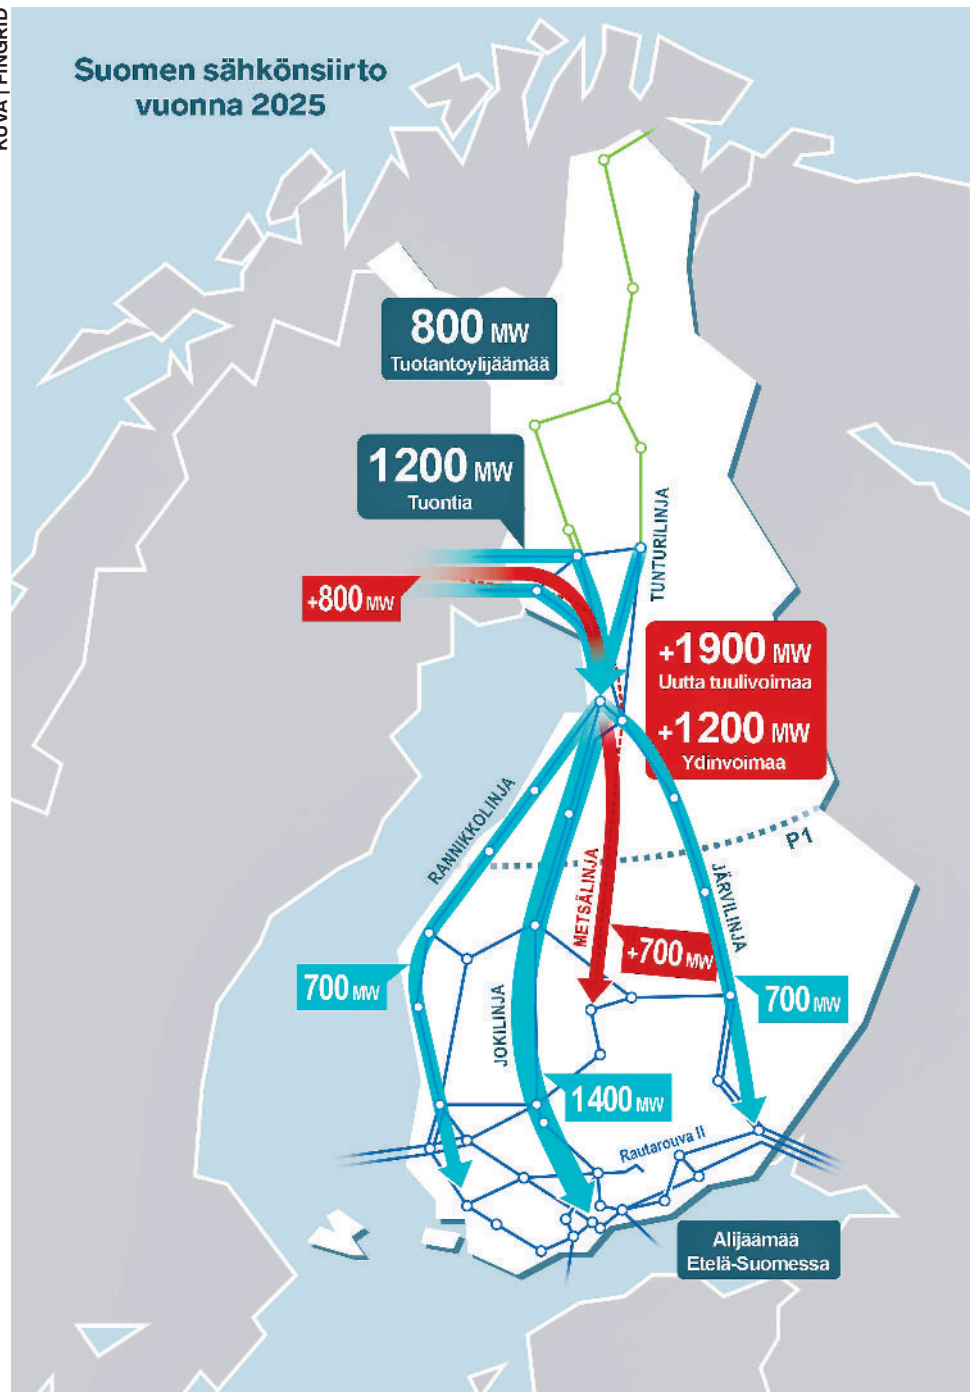 KUVA | FINGRID
Suomen sähkönsiirto
vuonna 2025
800 MW
Tuotantoylijäämää
1200 MW
Tuontia
+800 MW
TUNTURILINJA
+1900 MW
Uutta tuulivoimaa
+1200 MW
Ydinvoimaa
P1
RANNIKKOLINJA
METSÄLINJA
JÄRVILINJA
+700 MW
700 MW
700 MW
JOKILINJA
1400 MW
Rautarouva II
Alijäämää
Etelä-Suomessa